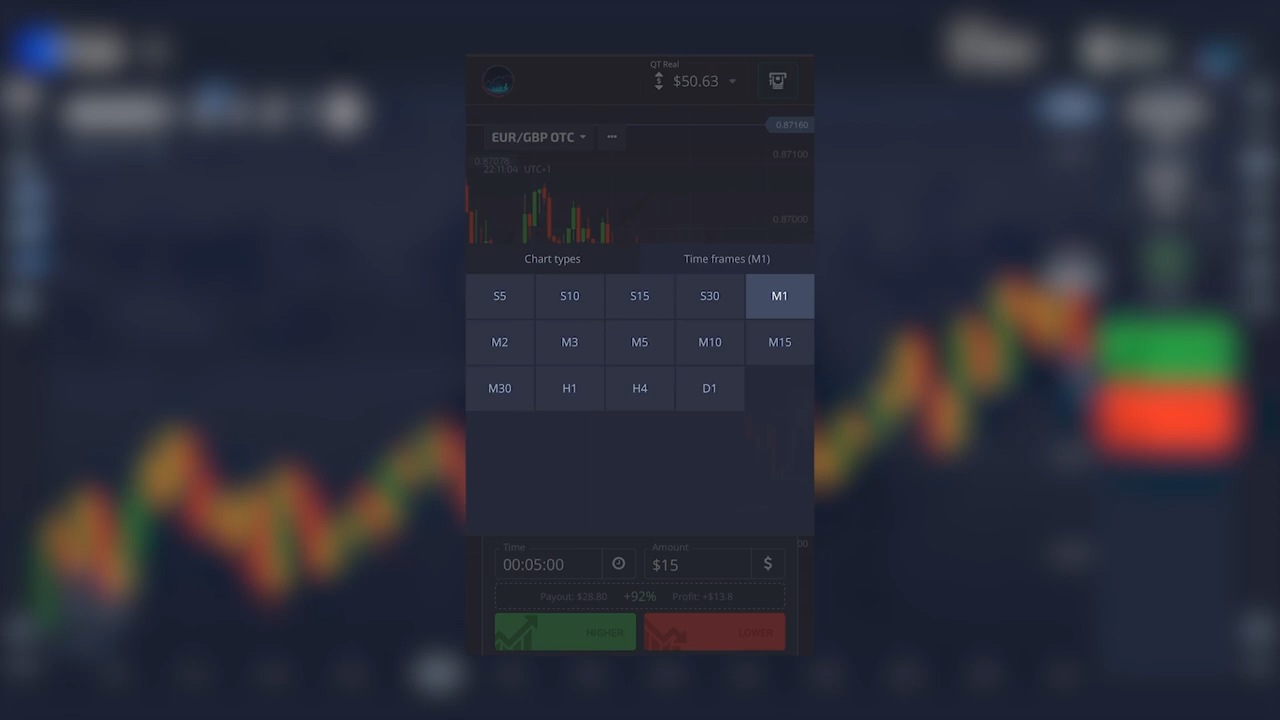 QT Real
$50.63
0.87160
EUR/GBP OTC
0.87100
0.87078
22:11:04 UTC+1
0.87000
Chart types
Time frames (M1)
S5
S10
S15
S30
M1
M2
M3
M5
M10
M15
M30
H1
H4
D1
Time
Amount
00:05:00
$15
$
Payout: $28.80
+92%
Profit: +$13.8
HIGHER
LOWER